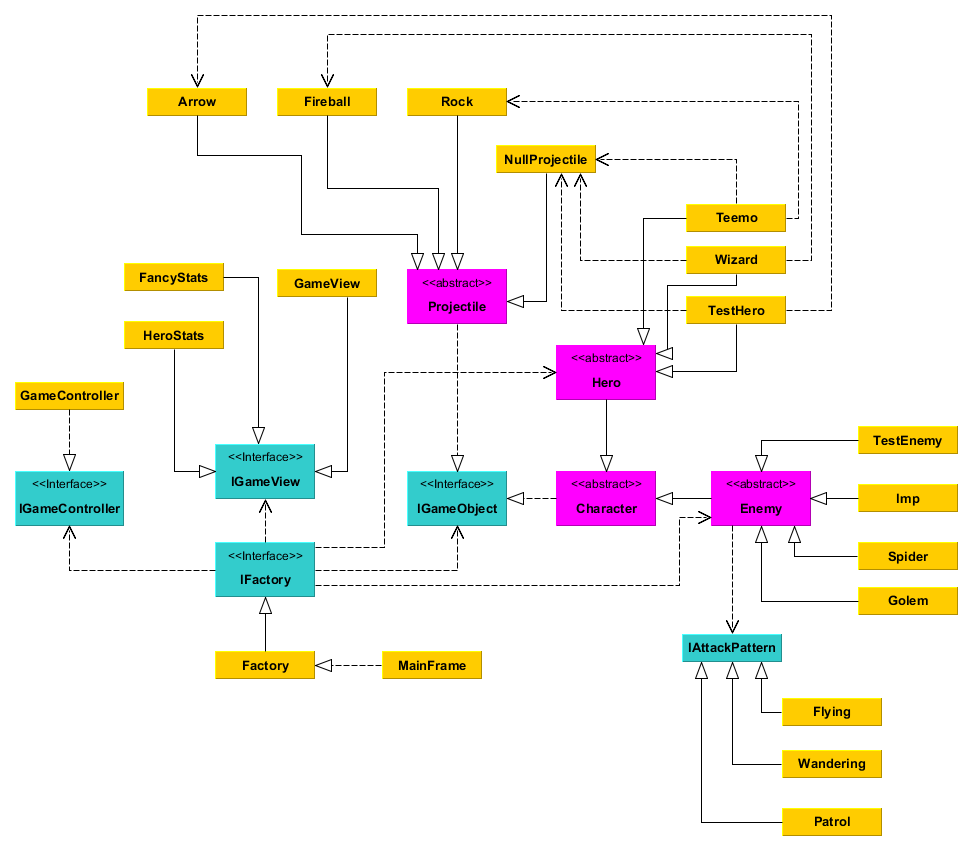 Arrow
Fireball
Rock
NullProjectile
Teemo
Wizard
TestHero
FancyStats
GameView
HeroStats
<<abstract>>
Projectile
<<abstract>>
Hero
GameController
<<Interface>>
IGameController
<<Interface>>
IGameView
<<Interface>>
IGameObject
<<abstract>>
Character
<<abstract>>
Enemy
TestEnemy
Imp
Spider
Golem
<<Interface>>
IFactory
Factory
MainFrame
IAttackPattern
Flying
Wandering
Patrol